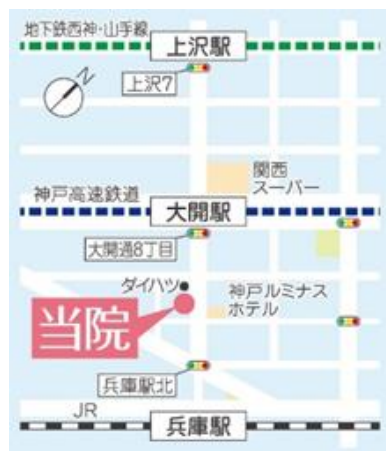 地下鉄西神・山手線
上沢駅
上沢7
N
関西
スーパー
神戸高速鉄道
大開駅
大開通8丁目
ダイハツ
神戸ルミナス
ホテル
当院
兵庫駅北
JR
兵庫駅